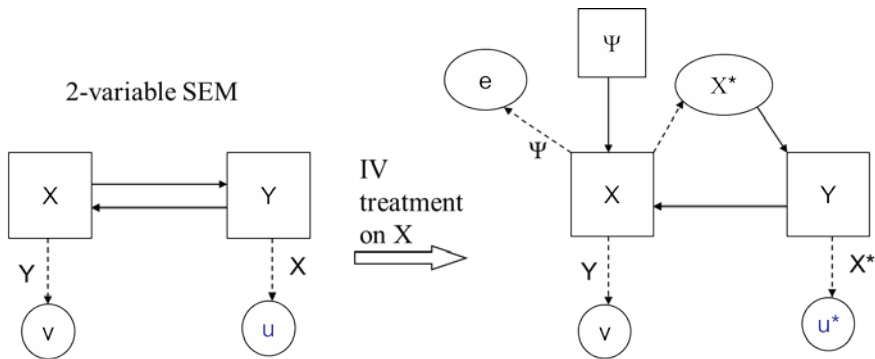 2-variable SEM
X
Y
Y
X
v
u
IV
treatment
on X
Ψ
e
X*
Ψ
X
Y
Y
X*
v
u*